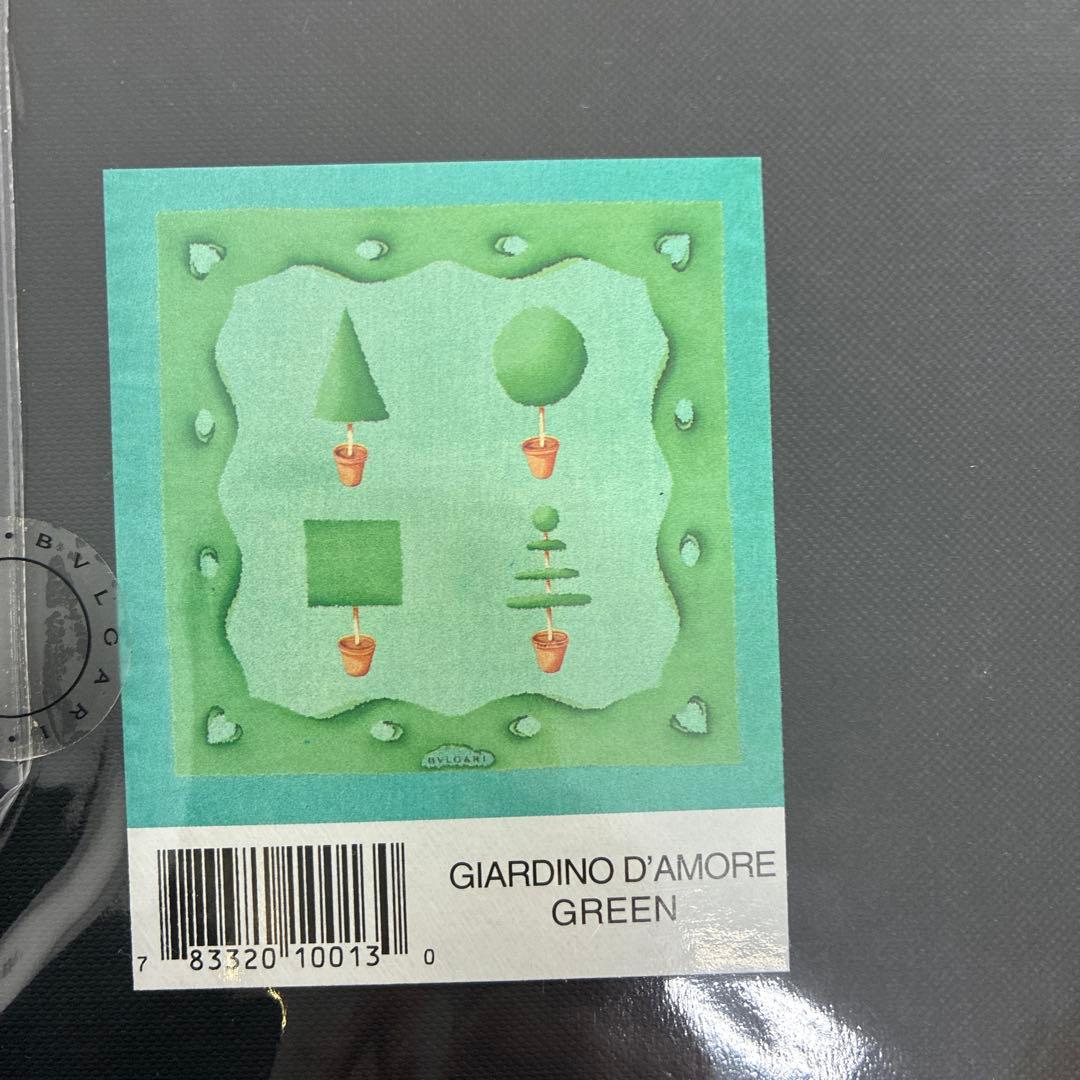 BVLGARI
• BVLGARI •
GIARDINO D'AMORE
GREEN
7 83320 10013 0